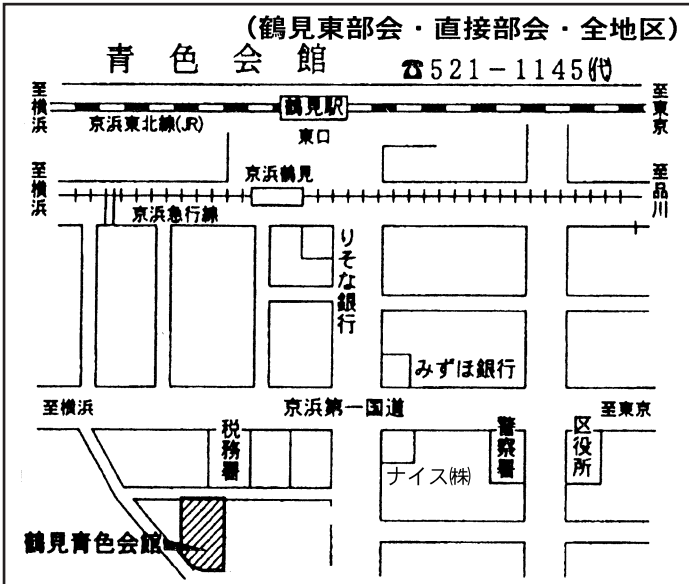 (鶴見東部会・直接部会・全地区)
青色会館 ☎521-1145㈹
至横浜
鶴見駅
至東京
京浜東北線(JR)
東口
至横浜
京浜鶴見
至品川
京浜急行線
りそな銀行
みずほ銀行
至横浜
京浜第一国道
至東京
税務署
警察署
区役所
ナイス㈱
鶴見青色会館